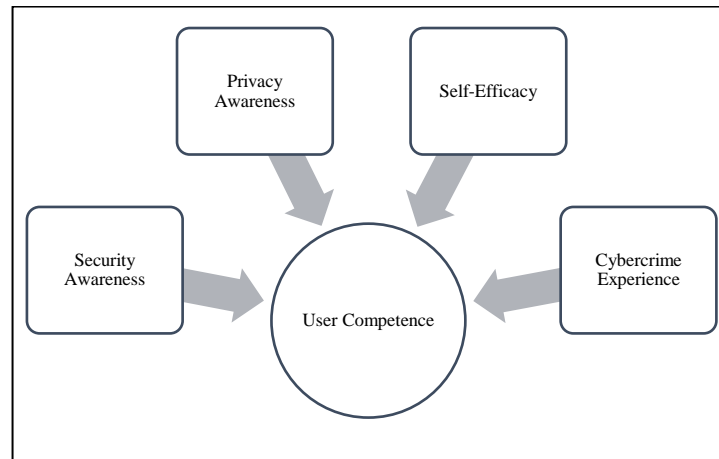 Privacy
Awareness
Self-Efficacy
Security
Awareness
Cybercrime
Experience
User Competence